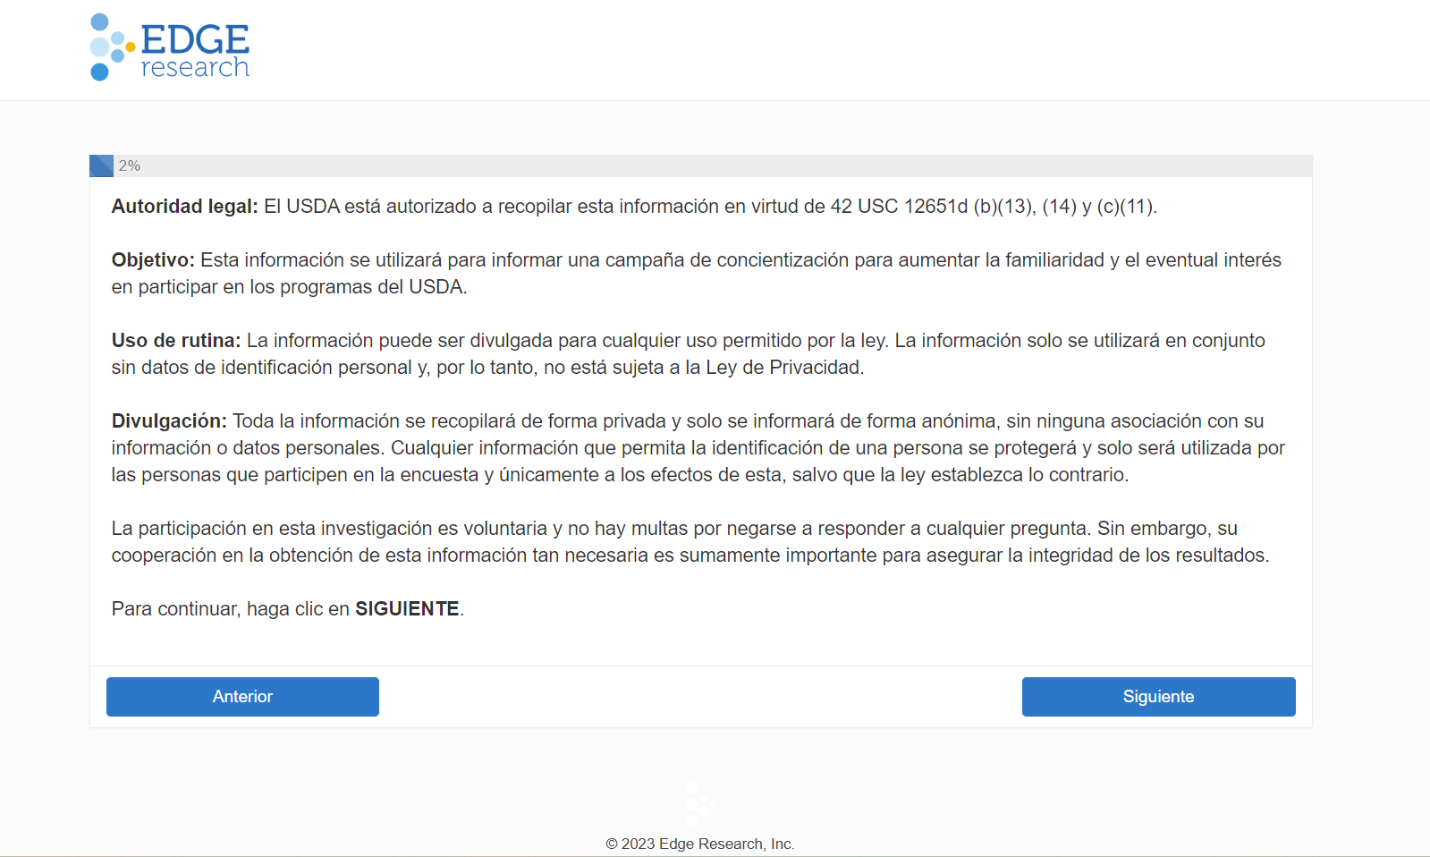 EDGE
research
2%
Autoridad legal: El USDA está autorizado a recopilar esta información en virtud de 42 USC 12651d (b)(13), (14) y (c)(11).
Objetivo: Esta información se utilizará para informar una campaña de concientización para aumentar la familiaridad y el eventual interés
en participar en los programas del USDA.
Uso de rutina: La información puede ser divulgada para cualquier uso permitido por la ley. La información solo se utilizará en conjunto
sin datos de identificación personal y, por lo tanto, no está sujeta a la Ley de Privacidad.
Divulgación: Toda la información se recopilará de forma privada y solo se informará de forma anónima, sin ninguna asociación con su
información o datos personales. Cualquier información que permita la identificación de una persona se protegerá y solo será utilizada por
las personas que participen en la encuesta y únicamente a los efectos de esta, salvo que la ley establezca lo contrario.
La participación en esta investigación es voluntaria y no hay multas por negarse a responder a cualquier pregunta. Sin embargo, su
cooperación en la obtención de esta información tan necesaria es sumamente importante para asegurar la integridad de los resultados.
Para continuar, haga clic en SIGUIENTE.
Anterior
Siguiente
© 2023 Edge Research, Inc.